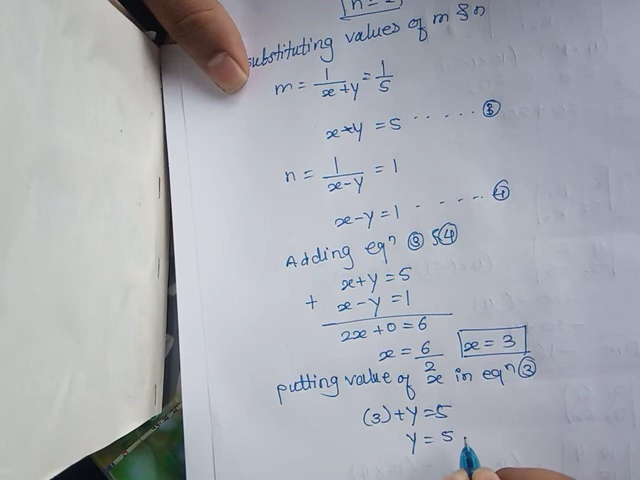 substituting values of m & n
m = 1/(x+y) = 1/5
x+y = 5 ...... ③
n = 1/(x-y) = 1
x-y = 1 ...... ④
Adding eqⁿ ③ & ④
x+y = 5
+ x-y = 1
2x+0 = 6
x = 6/2 x = 3
putting value of x in eqⁿ ③
(3)+y = 5
y = 5